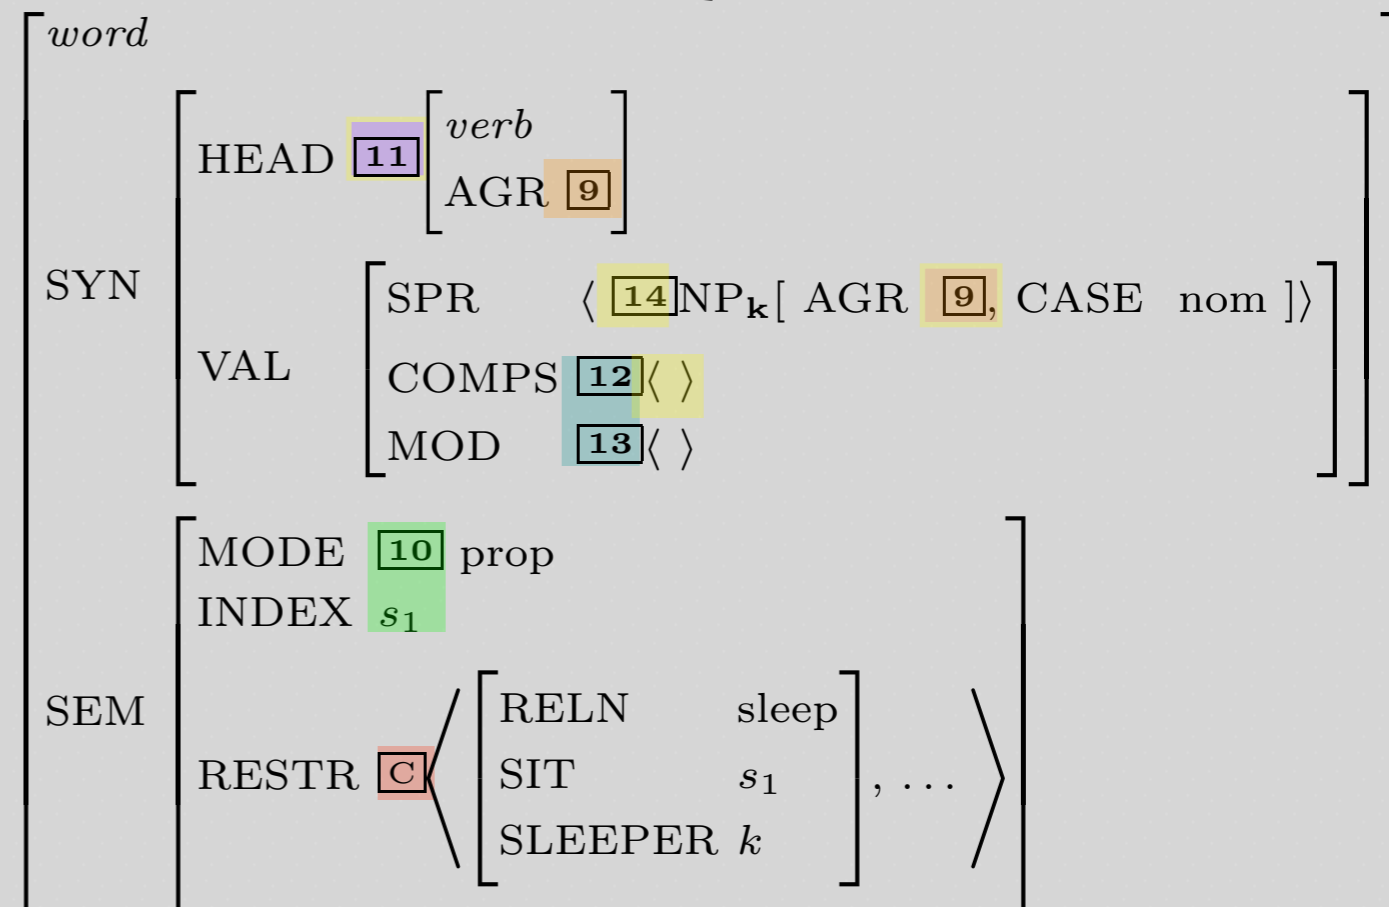 word
HEAD 11 verb
AGR 9
SYN
SPR ⟨ 14 NPk[ AGR 9, CASE nom ]⟩
VAL
COMPS 12 ⟨ ⟩
MOD 13 ⟨ ⟩
MODE 10 prop
INDEX s1
SEM
RESTR C ⟨
RELN sleep
SIT s1
SLEEPER k
, ... ⟩